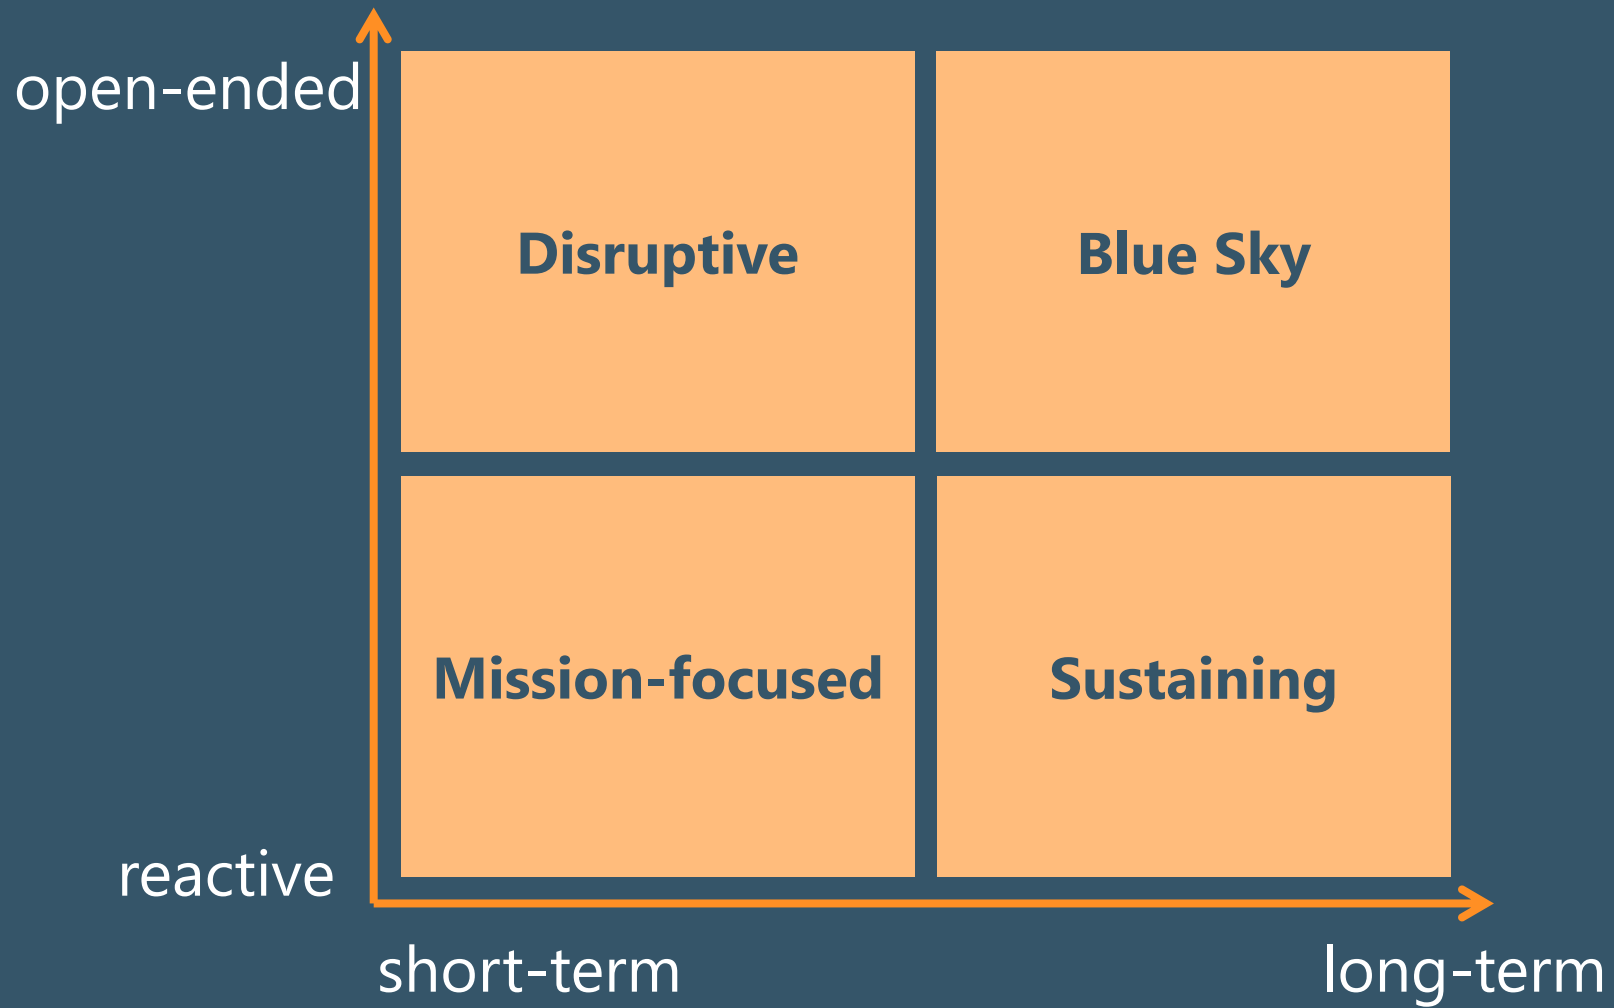 open-ended
Disruptive
Blue Sky
Mission-focused
Sustaining
reactive
short-term
long-term